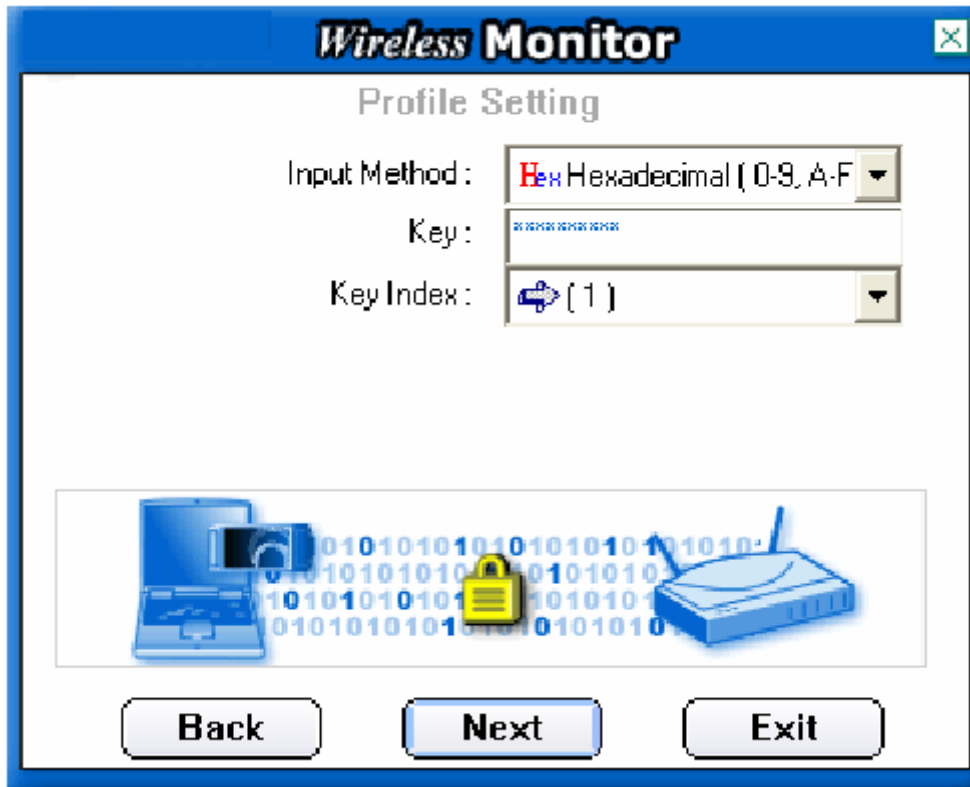 Wireless Monitor
Profile Setting
Input Method : Hex Hexadecimal ( 0-9, A-F
Key : **********
Key Index : ( 1 )
Back Next Exit